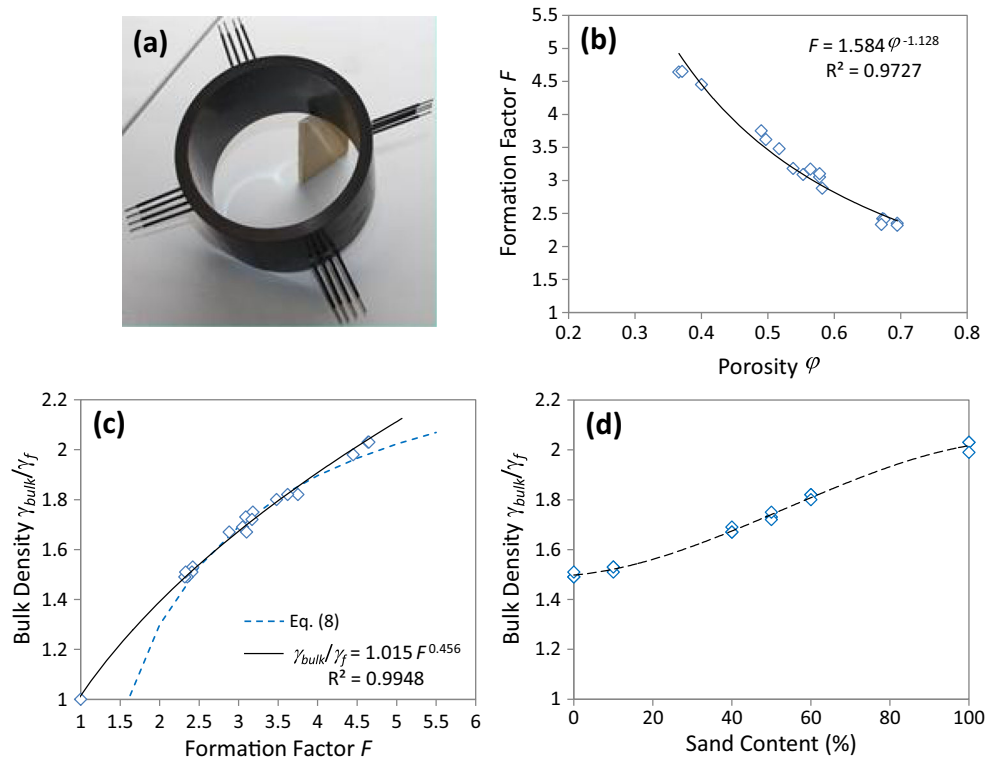 (a)
(b)
F = 1.584 φ^-1.128
R² = 0.9727
Formation Factor F
5.5
5
4.5
4
3.5
3
2.5
2
1.5
1
0.2 0.3 0.4 0.5 0.6 0.7 0.8
Porosity φ
(c)
Bulk Density γbulk/γf
2.2
2
1.8
1.6
1.4
1.2
1
Eq. (8)
γbulk/γf = 1.015 F^0.456
R² = 0.9948
1 1.5 2 2.5 3 3.5 4 4.5 5 5.5 6
Formation Factor F
(d)
Bulk Density γbulk/γf
2.2
2
1.8
1.6
1.4
1.2
1
0 20 40 60 80 100
Sand Content (%)